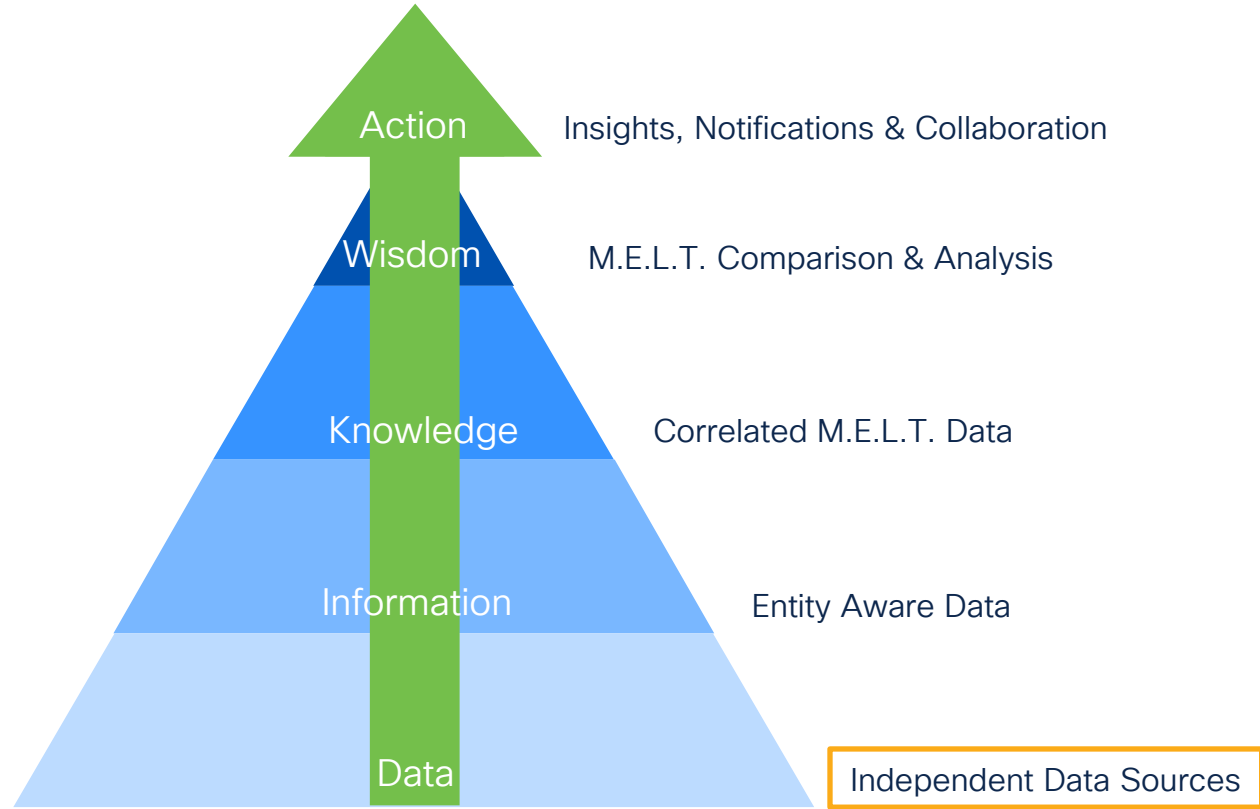 Action
Insights, Notifications & Collaboration
Wisdom
M.E.L.T. Comparison & Analysis
Knowledge
Correlated M.E.L.T. Data
Information
Entity Aware Data
Data
Independent Data Sources